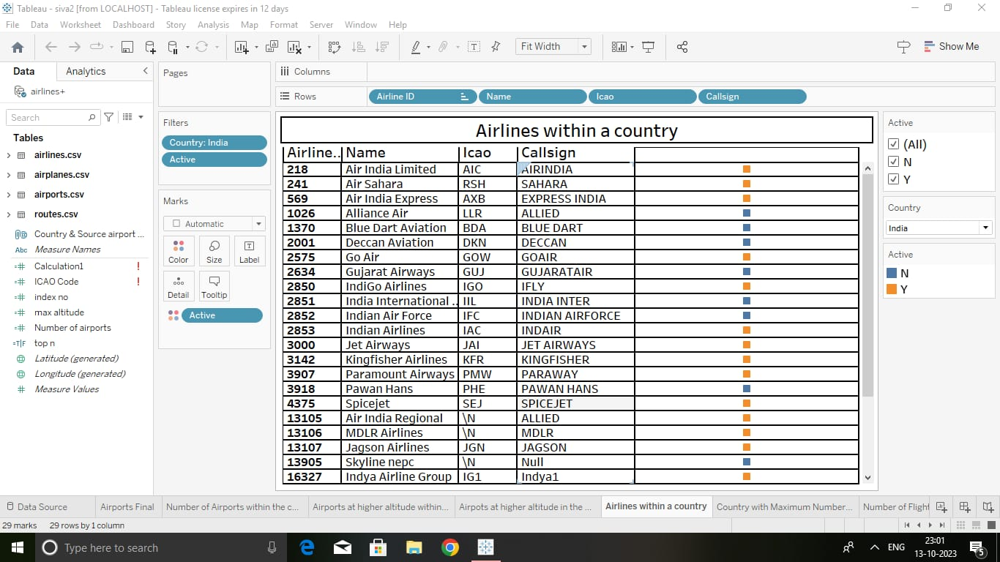 Tableau - siva2 [from LOCALHOST] - Tableau license expires in 12 days
File Data Worksheet Dashboard Story Analysis Map Format Server Window Help
Fit Width
Show Me
Data Analytics
airlines+
Search
Tables
airlines.csv
airplanes.csv
airports.csv
routes.csv
Country & Source airport ...
Abc Measure Names
Calculation1 !
ICAO Code !
index no
max altitude
Number of airports
T|F top n
Latitude (generated)
Longitude (generated)
Measure Values
Pages
Filters
Country: India
Active
Marks
Automatic
Color Size Label
Detail Tooltip
Active
Columns
Rows Airline ID Name Icao Callsign
Airlines within a country
Airline.. Name Icao Callsign
218 Air India Limited AIC AIRINDIA
241 Air Sahara RSH SAHARA
569 Air India Express AXB EXPRESS INDIA
1026 Alliance Air LLR ALLIED
1370 Blue Dart Aviation BDA BLUE DART
2001 Deccan Aviation DKN DECCAN
2575 Go Air GOW GOAIR
2634 Gujarat Airways GUJ GUJARATAIR
2850 IndiGo Airlines IGO IFLY
2851 India International .. IIL INDIA INTER
2852 Indian Air Force IFC INDIAN AIRFORCE
2853 Indian Airlines IAC INDAIR
3000 Jet Airways JAI JET AIRWAYS
3142 Kingfisher Airlines KFR KINGFISHER
3907 Paramount Airways PMW PARAWAY
3918 Pawan Hans PHE PAWAN HANS
4375 Spicejet SEJ SPICEJET
13105 Air India Regional \N ALLIED
13106 MDLR Airlines \N MDLR
13107 Jagson Airlines JGN JAGSON
13905 Skyline nepc \N Null
16327 Indya Airline Group IG1 Indya1
Active
(All)
N
Y
Country
India
Active
N
Y
Data Source Airports Final Number of Airports within the c... Airports at higher altitude within... Airpots at higher altitude in the ... Airlines within a country Country with Maximum Number... Number of Flight
29 marks 29 rows by 1 column
Type here to search
ENG
23:01
13-10-2023
5